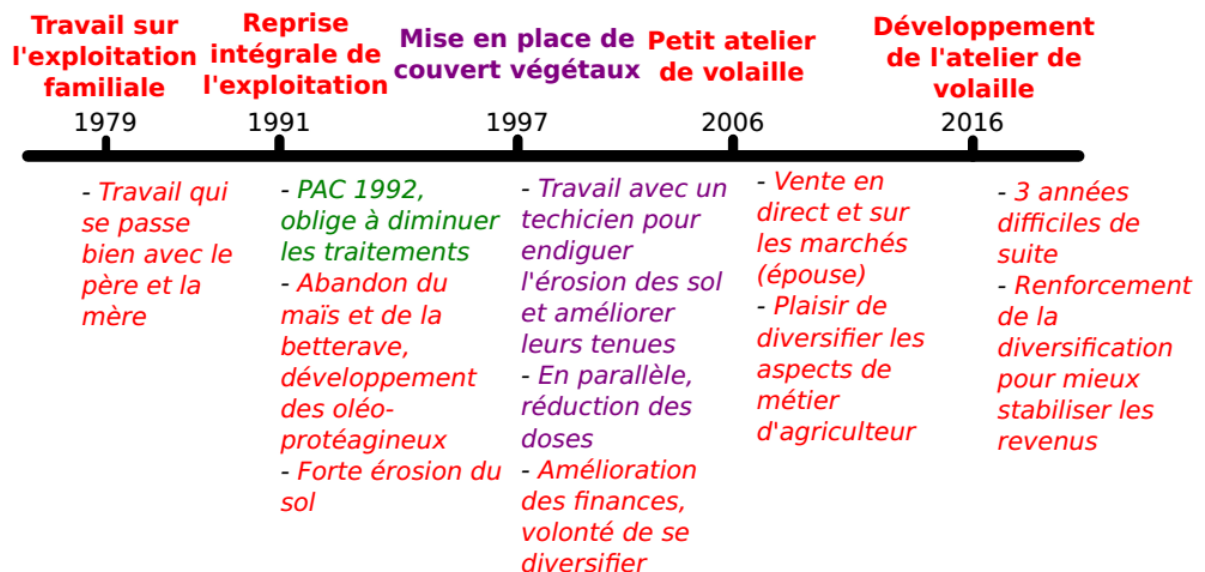 Travail sur
l'exploitation
familiale
Reprise
intégrale de
l'exploitation
Mise en place de
couvert végétaux
Petit atelier
de volaille
Développement
de l'atelier de
volaille
1979
1991
1997
2006
2016
- Travail qui
se passe
bien avec le
père et la
mère
- PAC 1992,
oblige à diminuer
les traitements
- Abandon du
maïs et de la
betterave,
développement
des oléo-
protéagineux
- Forte érosion du
sol
- Travail avec un
techicien pour
endiguer
l'érosion des sol
et améliorer
leurs tenues
- En parallèle,
réduction des
doses
- Amélioration
des finances,
volonté de se
diversifier
- Vente en
direct et sur
les marchés
(épouse)
- Plaisir de
diversifier les
aspects de
métier
d'agriculteur
- 3 années
difficiles de
suite
- Renforcement
de la
diversification
pour mieux
stabiliser les
revenus